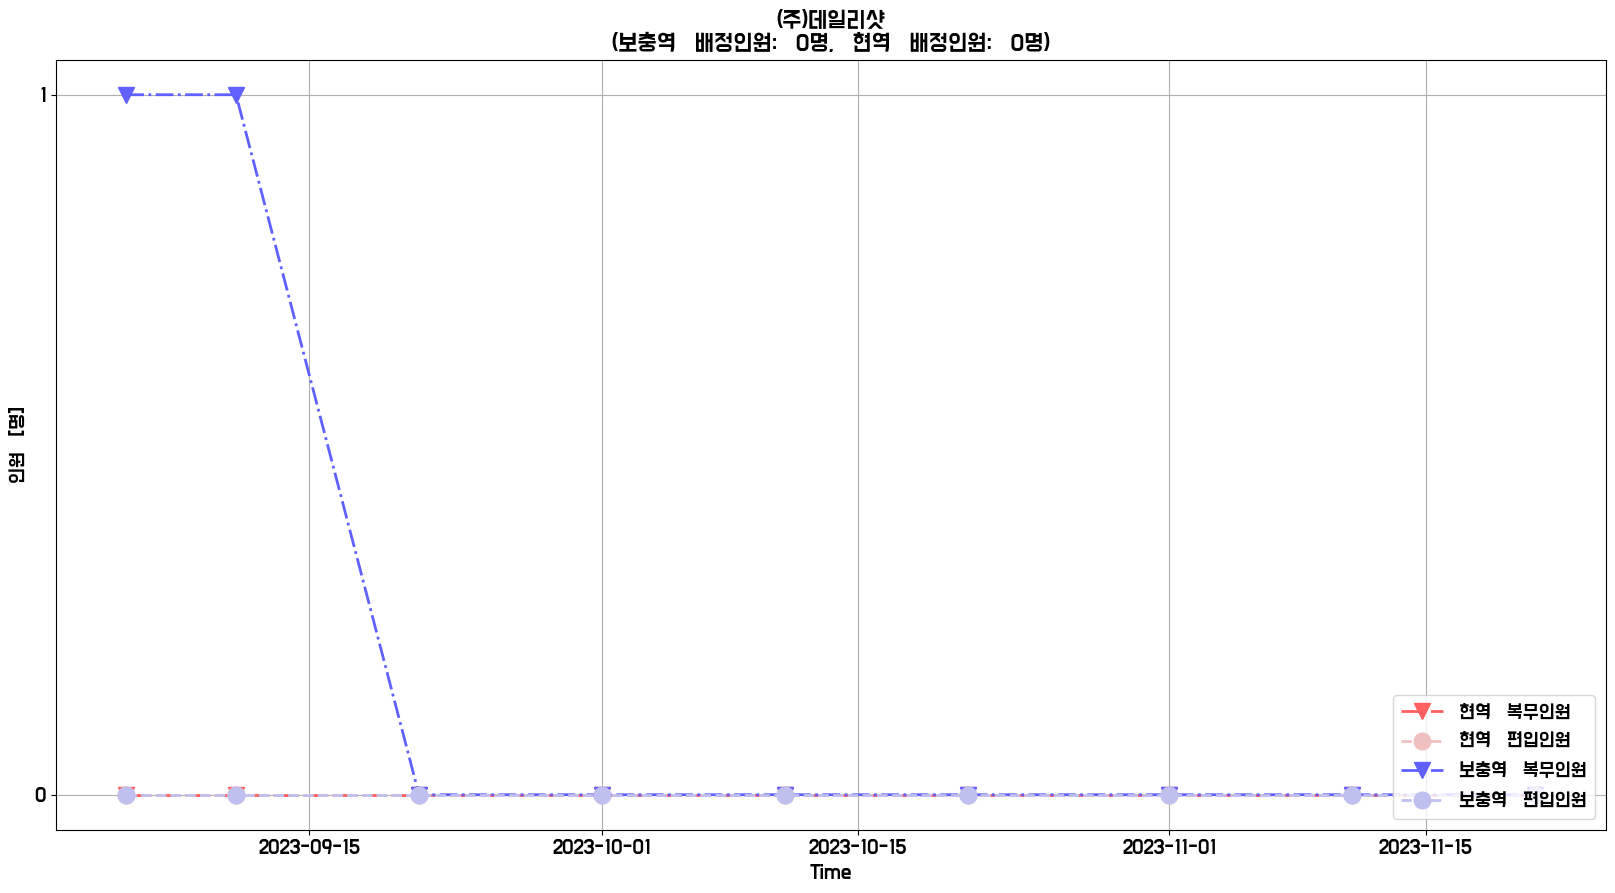 (주)데일리샷
(보충역 배정인원: 0명, 현역 배정인원: 0명)
1
0
인원 [명]
2023-09-15
2023-10-01
2023-10-15
2023-11-01
2023-11-15
Time
현역 복무인원
현역 편입인원
보충역 복무인원
보충역 편입인원